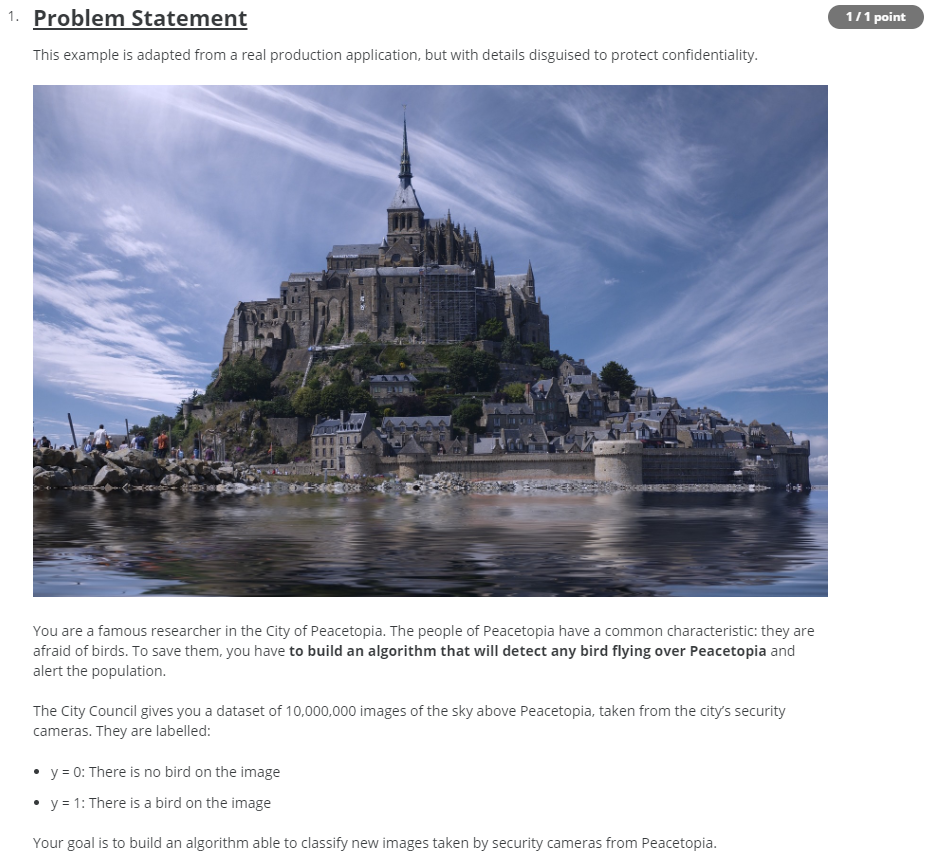 1. Problem Statement
1 / 1 point
This example is adapted from a real production application, but with details disguised to protect confidentiality.
You are a famous researcher in the City of Peacetopia. The people of Peacetopia have a common characteristic: they are
afraid of birds. To save them, you have to build an algorithm that will detect any bird flying over Peacetopia and
alert the population.
The City Council gives you a dataset of 10,000,000 images of the sky above Peacetopia, taken from the city’s security
cameras. They are labelled:
• y = 0: There is no bird on the image
• y = 1: There is a bird on the image
Your goal is to build an algorithm able to classify new images taken by security cameras from Peacetopia.